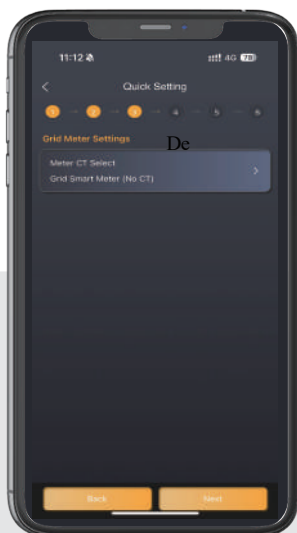 11:12
4G 78
Quick Setting
1 2 3 4 5 6
Grid Meter Settings
De
Meter CT Select
Grid Smart Meter (No CT)
Back Next